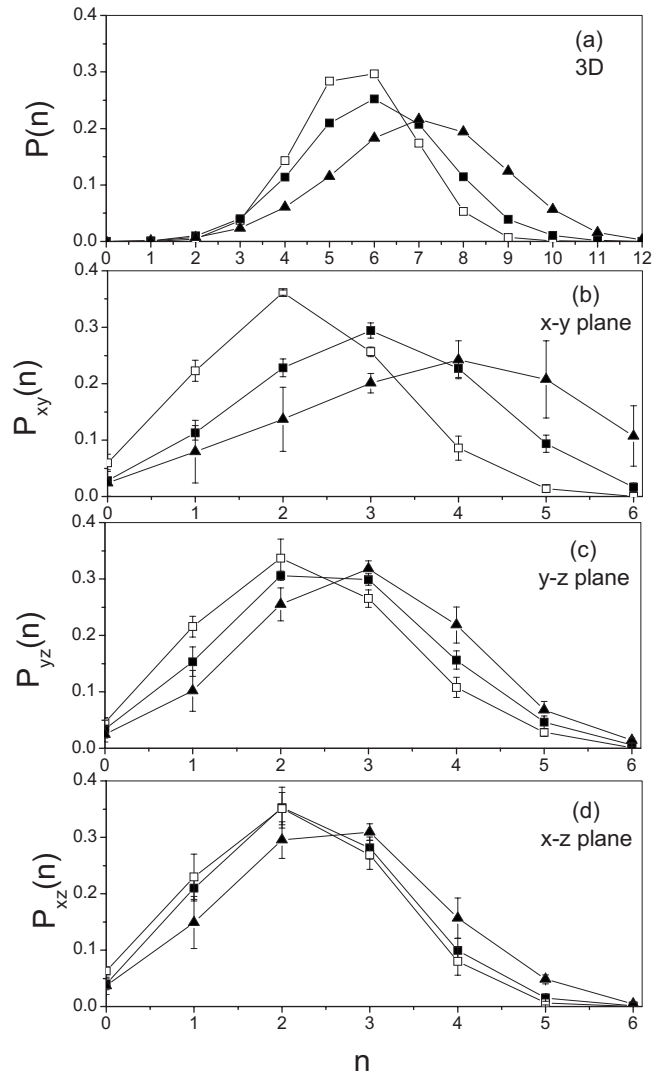 0.4
(a)
3D
0.3
P(n)
0.2
0.1
0.0
0 1 2 3 4 5 6 7 8 9 10 11 12
0.4
(b)
x-y plane
0.3
P_xy(n)
0.2
0.1
0.0
0 1 2 3 4 5 6
0.4
(c)
y-z plane
0.3
P_yz(n)
0.2
0.1
0.0
0 1 2 3 4 5 6
0.4
(d)
x-z plane
0.3
P_xz(n)
0.2
0.1
0.0
0 1 2 3 4 5 6
n